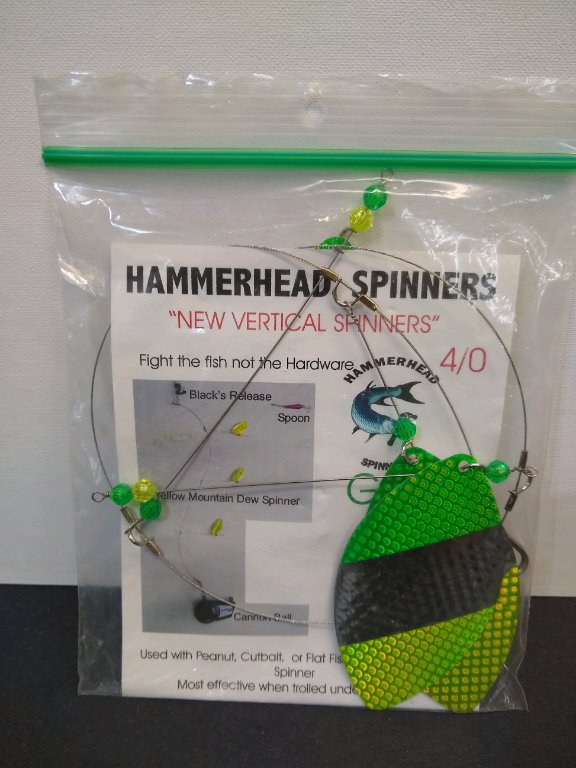 HAMMERHEAD SPINNERS
"NEW VERTICAL SPINNERS"
Fight the fish not the Hardware
4/0
HAMMERHEAD
Black's Release
Spoon
Yellow Mountain Dew Spinner
Cannon Ball
Used with Peanut, Cutbait, or Flat
Spinner
Most effective when trolled